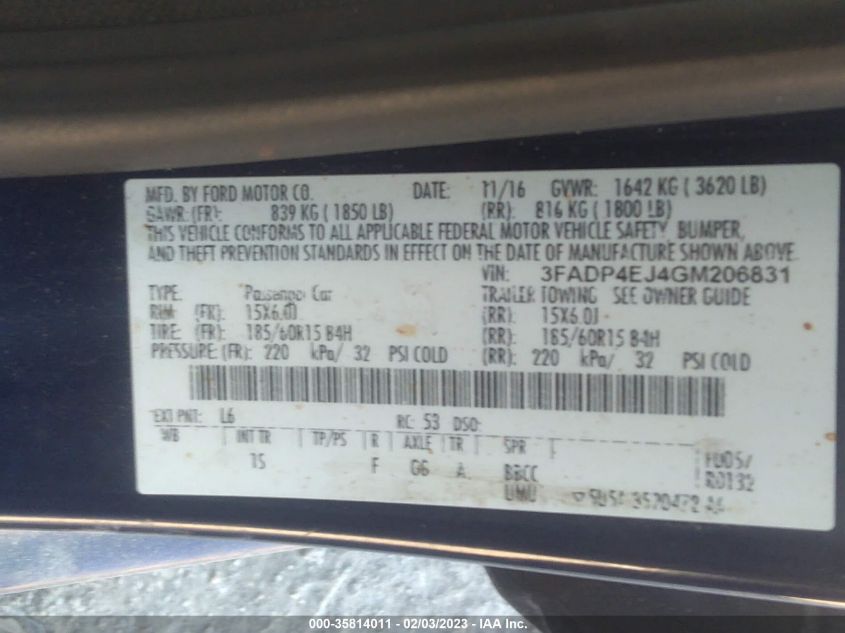 MFD. BY FORD MOTOR CO. DATE: 11/16 GVWR: 1642 KG ( 3620 LB)
GAWR: (FR): 839 KG ( 1850 LB) (RR): 816 KG ( 1800 LB)
THIS VEHICLE CONFORMS TO ALL APPLICABLE FEDERAL MOTOR VEHICLE SAFETY, BUMPER,
AND THEFT PREVENTION STANDARDS IN EFFECT ON THE DATE OF MANUFACTURE SHOWN ABOVE.
VIN: 3FADP4EJ4GM206831
TYPE: Passenger Car TRAILER TOWING SEE OWNER GUIDE
RIM: (FR): 15X6.0J (RR): 15X6.0J
TIRE: (FR): 185/60R15 84H (RR): 185/60R15 84H
PRESSURE: (FR): 220 kPa/ 32 PSI COLD (RR): 220 kPa/ 32 PSI COLD
EXT PNT: L6 RC: 53 DSO:
WB INT TR TP/PS R AXLE TR SPR
15 F G6 A BBCC
UMU
000-35814011 - 02/03/2023 - IAA Inc.